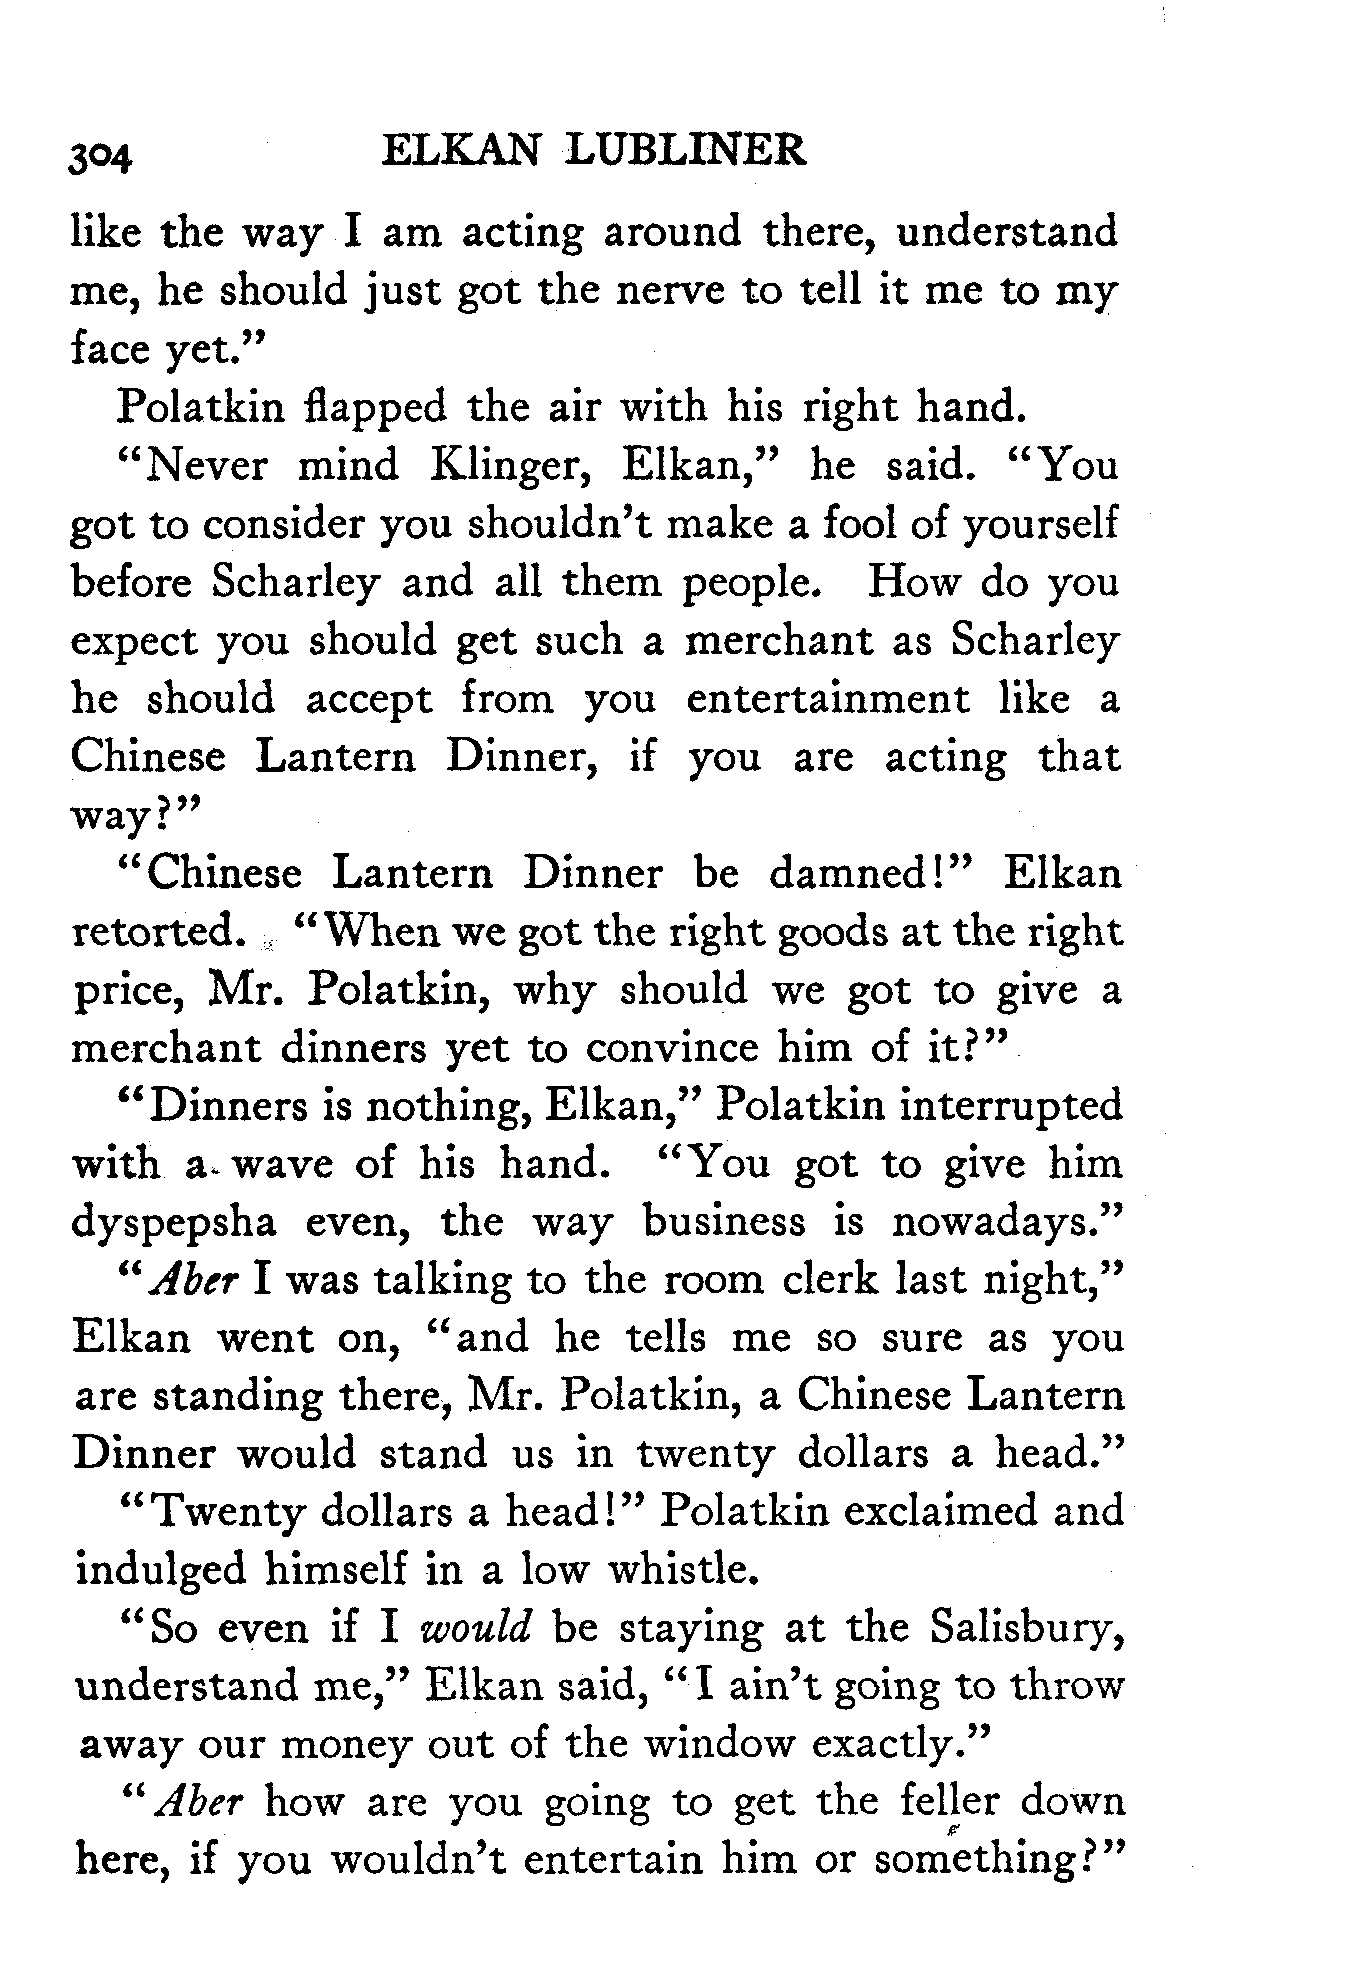 304 ELKAN LUBLINER
like the way I am acting around there, understand
me, he should just got the nerve to tell it me to my
face yet."
Polatkin flapped the air with his right hand.
"Never mind Klinger, Elkan," he said. "You
got to consider you shouldn't make a fool of yourself
before Scharley and all them people. How do you
expect you should get such a merchant as Scharley
he should accept from you entertainment like a
Chinese Lantern Dinner, if you are acting that
way?"
"Chinese Lantern Dinner be damned!" Elkan
retorted. "When we got the right goods at the right
price, Mr. Polatkin, why should we got to give a
merchant dinners yet to convince him of it?"
"Dinners is nothing, Elkan," Polatkin interrupted
with a wave of his hand. "You got to give him
dyspepsha even, the way business is nowadays."
"Aber I was talking to the room clerk last night,"
Elkan went on, "and he tells me so sure as you
are standing there, Mr. Polatkin, a Chinese Lantern
Dinner would stand us in twenty dollars a head."
"Twenty dollars a head!" Polatkin exclaimed and
indulged himself in a low whistle.
"So even if I would be staying at the Salisbury,
understand me," Elkan said, "I ain't going to throw
away our money out of the window exactly."
"Aber how are you going to get the feller down
here, if you wouldn't entertain him or something?"